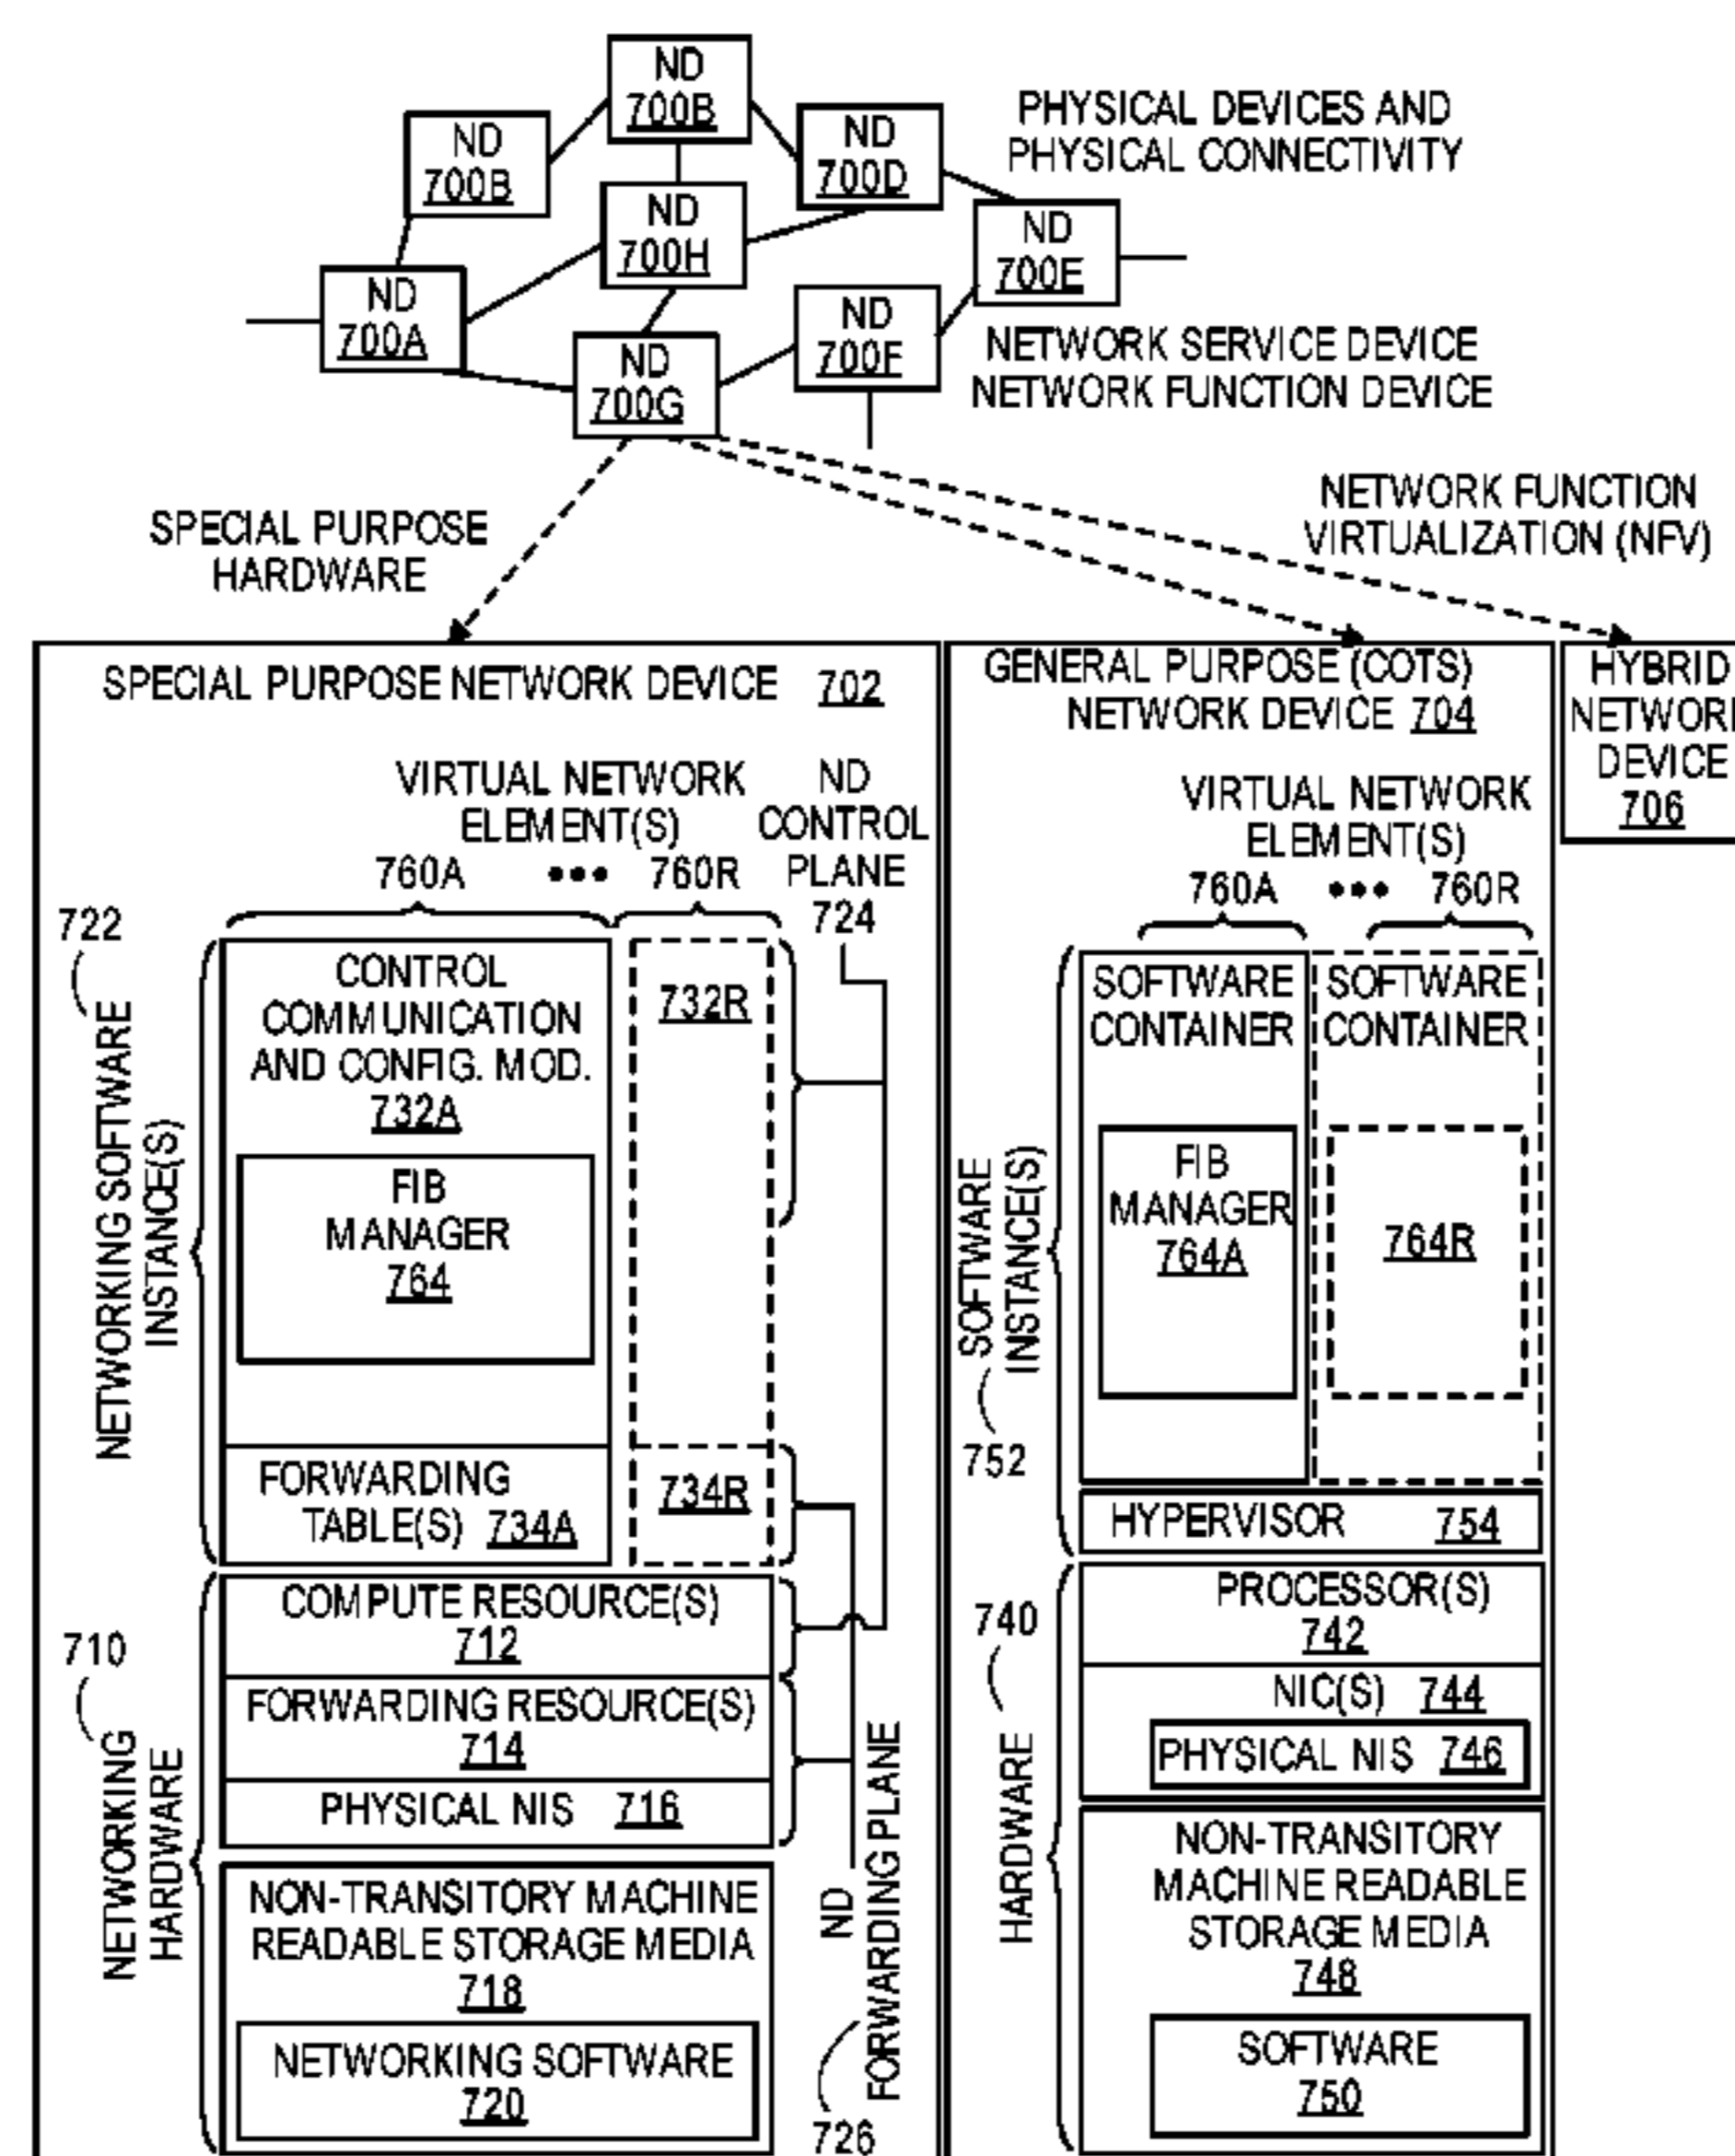 ND
700B
ND
700B
ND
700D
PHYSICAL DEVICES AND
PHYSICAL CONNECTIVITY
ND
700H
ND
700E
ND
700A
ND
700F
ND
700G
NETWORK SERVICE DEVICE
NETWORK FUNCTION DEVICE
SPECIAL PURPOSE
HARDWARE
NETWORK FUNCTION
VIRTUALIZATION (NFV)
SPECIAL PURPOSE NETWORK DEVICE 702
VIRTUAL NETWORK
ELEMENT(S)
760A ••• 760R
ND
CONTROL
PLANE
724
722
NETWORKING SOFTWARE
INSTANCE(S)
CONTROL
COMMUNICATION
AND CONFIG. MOD.
732A
732R
FIB
MANAGER
764
FORWARDING
TABLE(S) 734A
734R
710
NETWORKING
HARDWARE
COMPUTE RESOURCE(S)
712
FORWARDING RESOURCE(S)
714
PHYSICAL NIS 716
NON-TRANSITORY MACHINE
READABLE STORAGE MEDIA
718
NETWORKING SOFTWARE
720
ND
FORWARDING PLANE
726
GENERAL PURPOSE (COTS)
NETWORK DEVICE 704
VIRTUAL NETWORK
ELEMENT(S)
760A ••• 760R
SOFTWARE
INSTANCE(S)
752
SOFTWARE
CONTAINER
SOFTWARE
CONTAINER
FIB
MANAGER
764A
764R
HYPERVISOR 754
740
HARDWARE
PROCESSOR(S)
742
NIC(S) 744
PHYSICAL NIS 746
NON-TRANSITORY
MACHINE READABLE
STORAGE MEDIA
748
SOFTWARE
750
HYBRID
NETWORK
DEVICE
706